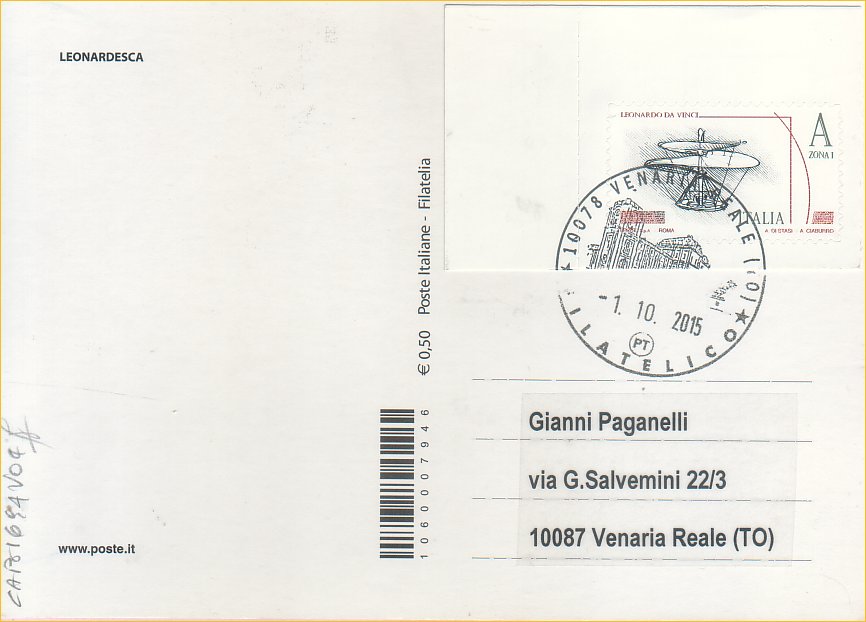 LEONARDESCA
LEONARDO DA VINCI
A
ZONA 1
ITALIA
ROMA
A. DI STASI A. CIABURRO
10078 VENARIA REALE (TO)
-1. 10. 2015
PT
FILATELICO
€ 0,50 Poste Italiane - Filatelia
1060007946
Gianni Paganelli
via G.Salvemini 22/3
10087 Venaria Reale (TO)
www.poste.it